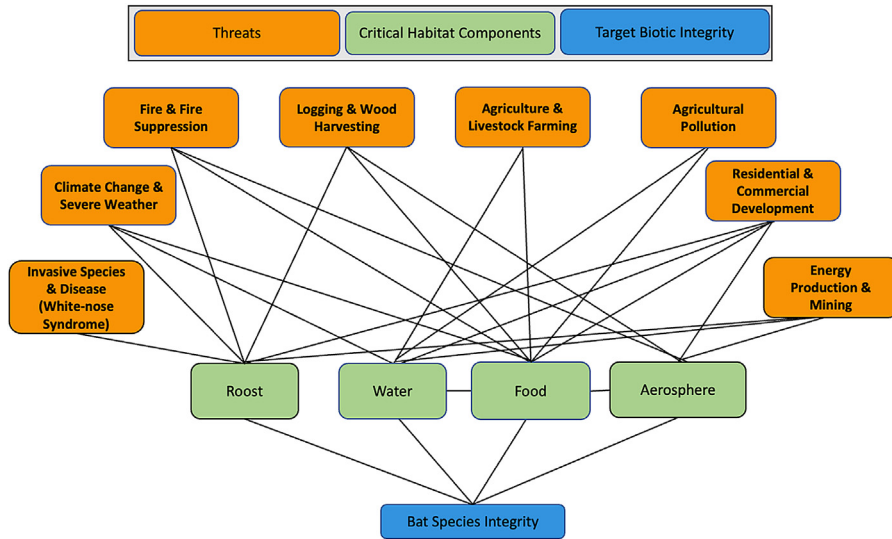 Threats
Critical Habitat Components
Target Biotic Integrity
Fire & Fire
Suppression
Logging & Wood
Harvesting
Agriculture &
Livestock Farming
Agricultural
Pollution
Climate Change &
Severe Weather
Residential &
Commercial
Development
Invasive Species
& Disease
(White-nose
Syndrome)
Energy
Production &
Mining
Roost
Water
Food
Aerosphere
Bat Species Integrity